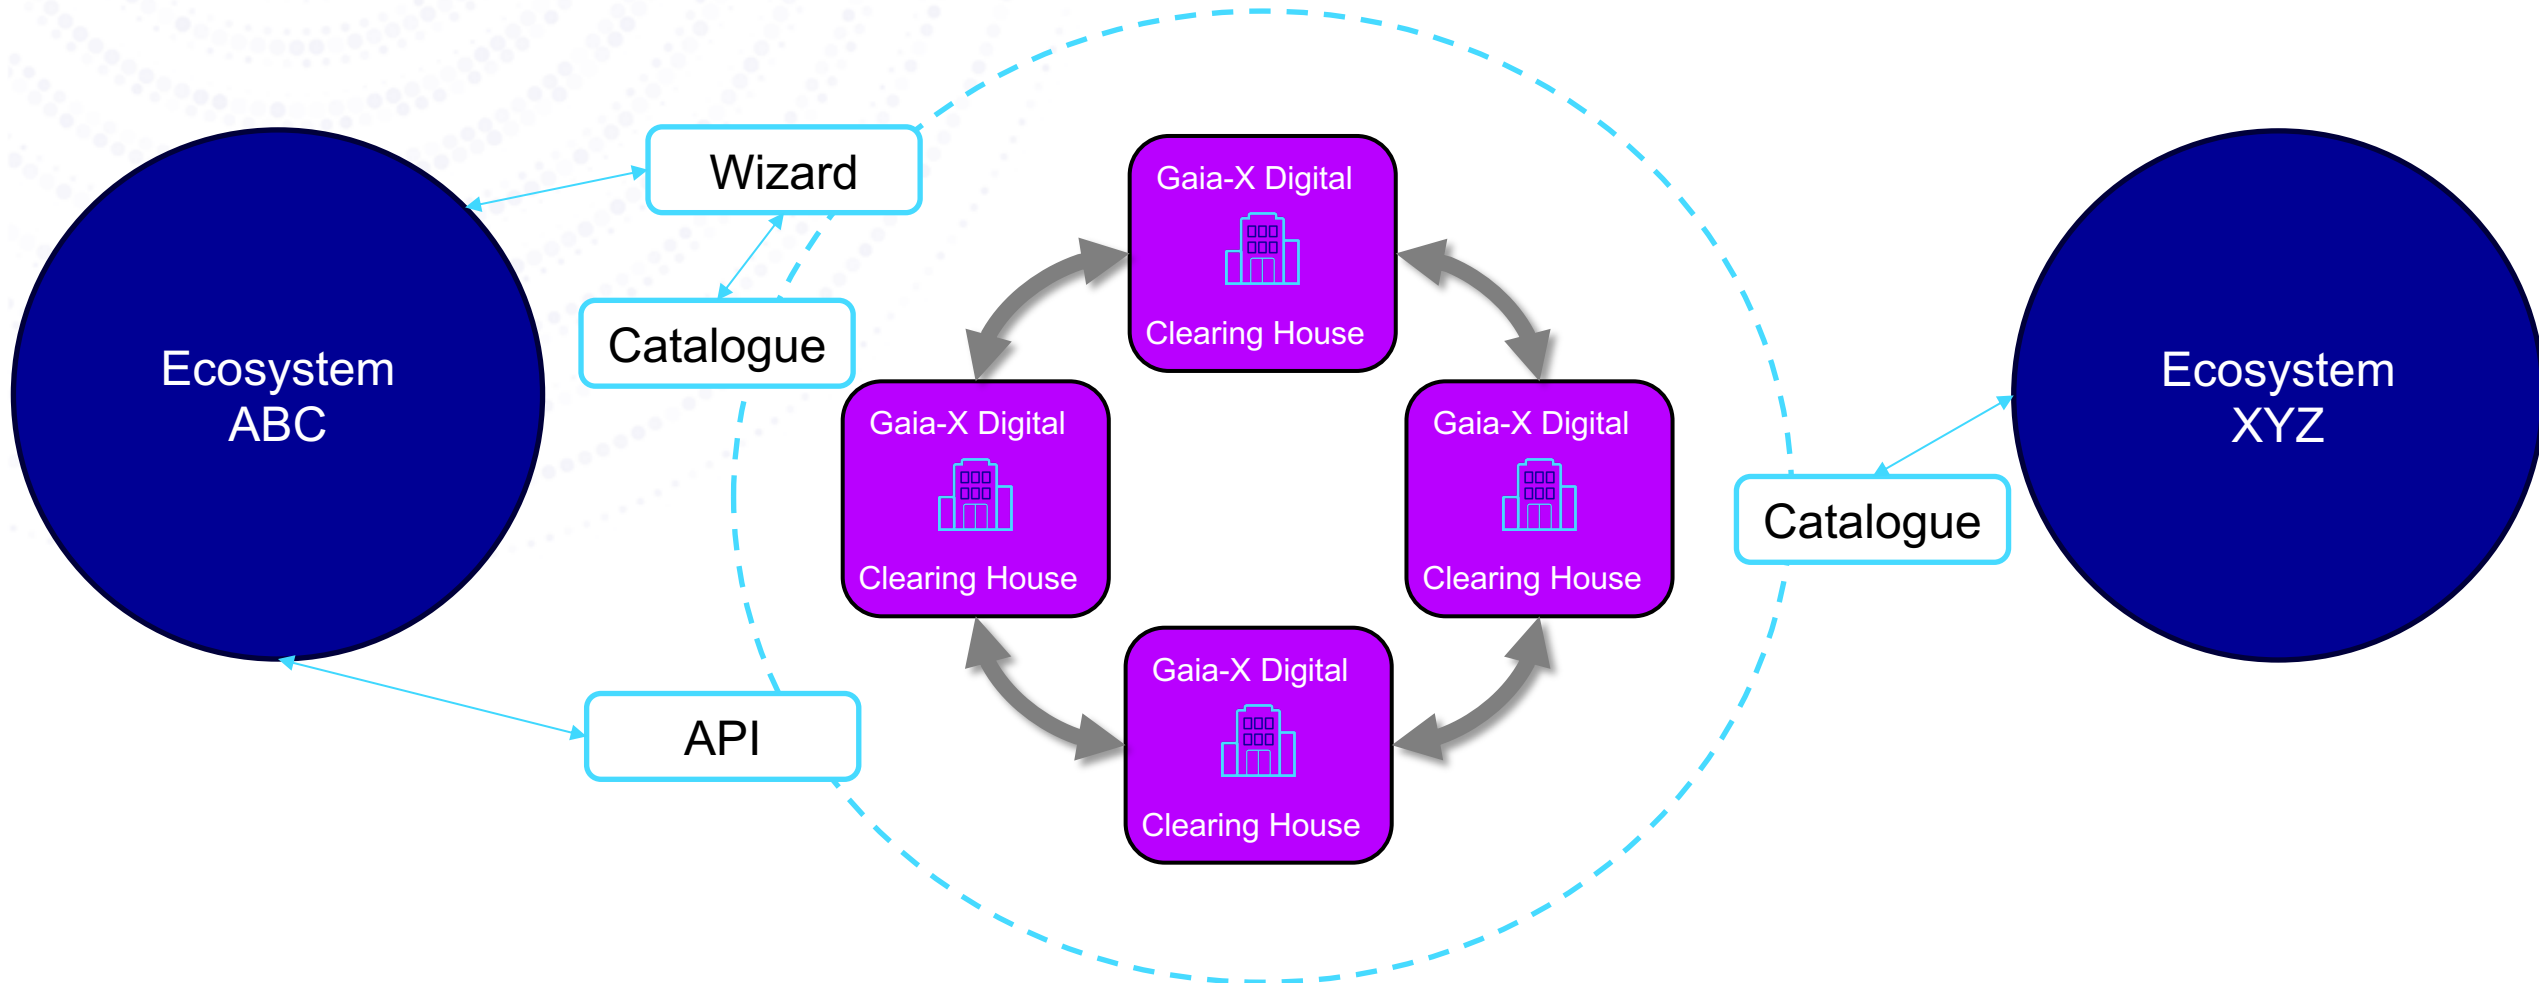 Ecosystem
ABC
Wizard
Catalogue
API
Gaia-X Digital
Clearing House
Gaia-X Digital
Clearing House
Gaia-X Digital
Clearing House
Gaia-X Digital
Clearing House
Catalogue
Ecosystem
XYZ